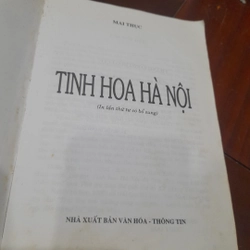 MAI THỤC
TINH HOA HÀ NỘI
(In lần thứ tư có bổ sung)
NHÀ XUẤT BẢN VĂN HÓA - THÔNG TIN